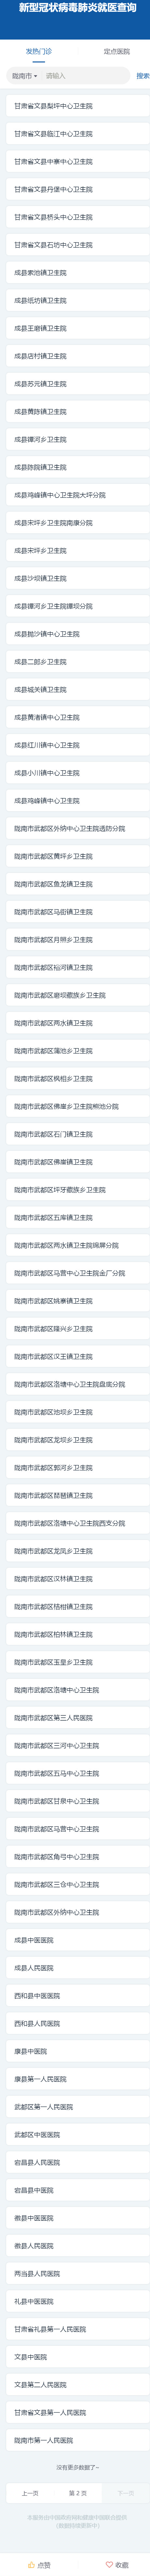 新型冠状病毒肺炎就医查询
发热门诊
定点医院
陇南市
请输入
搜索
甘肃省文县梨坪中心卫生院
甘肃省文县临江中心卫生院
甘肃省文县中寨中心卫生院
甘肃省文县丹堡中心卫生院
甘肃省文县桥头中心卫生院
甘肃省文县石坊中心卫生院
成县索池镇卫生院
成县纸坊镇卫生院
成县王磨镇卫生院
成县店村镇卫生院
成县苏元镇卫生院
成县黄陈镇卫生院
成县镡河乡卫生院
成县陈院镇卫生院
成县鸡峰镇中心卫生院大坪分院
成县宋坪乡卫生院南康分院
成县宋坪乡卫生院
成县沙坝镇卫生院
成县镡河乡卫生院镡坝分院
成县抛沙镇中心卫生院
成县二郎乡卫生院
成县城关镇卫生院
成县黄渚镇中心卫生院
成县红川镇中心卫生院
成县小川镇中心卫生院
成县鸡峰镇中心卫生院
陇南市武都区外纳中心卫生院透防分院
陇南市武都区黄坪乡卫生院
陇南市武都区鱼龙镇卫生院
陇南市武都区马街镇卫生院
陇南市武都区月照乡卫生院
陇南市武都区裕河镇卫生院
陇南市武都区磨坝藏族乡卫生院
陇南市武都区两水镇卫生院
陇南市武都区蒲池乡卫生院
陇南市武都区枫相乡卫生院
陇南市武都区佛崖乡卫生院熊池分院
陇南市武都区石门镇卫生院
陇南市武都区佛崖镇卫生院
陇南市武都区坪牙藏族乡卫生院
陇南市武都区五库镇卫生院
陇南市武都区两水镇卫生院锦屏分院
陇南市武都区马营中心卫生院金厂分院
陇南市武都区姚寨镇卫生院
陇南市武都区隆兴乡卫生院
陇南市武都区汉王镇卫生院
陇南市武都区洛塘中心卫生院盘底分院
陇南市武都区池坝乡卫生院
陇南市武都区龙坝乡卫生院
陇南市武都区郭河乡卫生院
陇南市武都区琵琶镇卫生院
陇南市武都区洛塘中心卫生院西支分院
陇南市武都区龙凤乡卫生院
陇南市武都区汉林镇卫生院
陇南市武都区桔柑镇卫生院
陇南市武都区柏林镇卫生院
陇南市武都区玉皇乡卫生院
陇南市武都区洛塘中心卫生院
陇南市武都区第三人民医院
陇南市武都区三河中心卫生院
陇南市武都区五马中心卫生院
陇南市武都区甘泉中心卫生院
陇南市武都区马营中心卫生院
陇南市武都区角弓中心卫生院
陇南市武都区三仓中心卫生院
陇南市武都区外纳中心卫生院
成县中医医院
成县人民医院
西和县中医医院
西和县人民医院
康县中医院
康县第一人民医院
武都区第一人民医院
武都区中医医院
宕昌县人民医院
宕昌县中医院
徽县中医医院
徽县人民医院
两当县人民医院
礼县中医医院
甘肃省礼县第一人民医院
文县中医院
文县第二人民医院
甘肃省文县第一人民医院
陇南市第一人民医院
没有更多数据了~
上一页
第 2 页
下一页
点赞
收藏